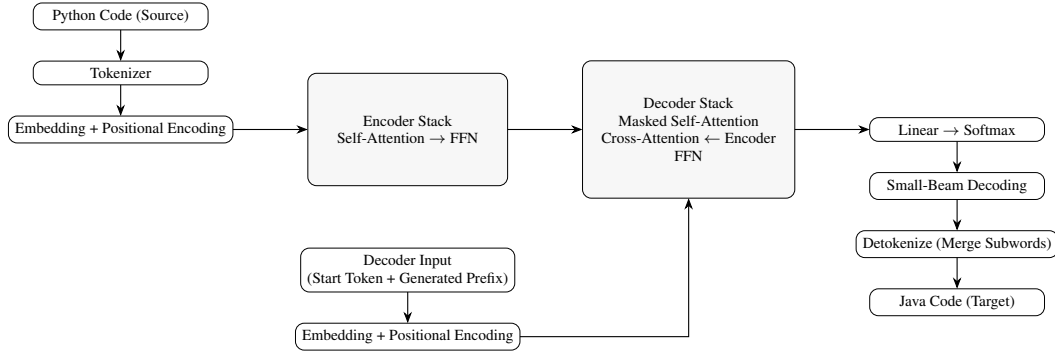 Python Code (Source)
Tokenizer
Embedding + Positional Encoding
Encoder Stack
Self-Attention → FFN
Decoder Stack
Masked Self-Attention
Cross-Attention ← Encoder
FFN
Decoder Input
(Start Token + Generated Prefix)
Embedding + Positional Encoding
Linear → Softmax
Small-Beam Decoding
Detokenize (Merge Subwords)
Java Code (Target)